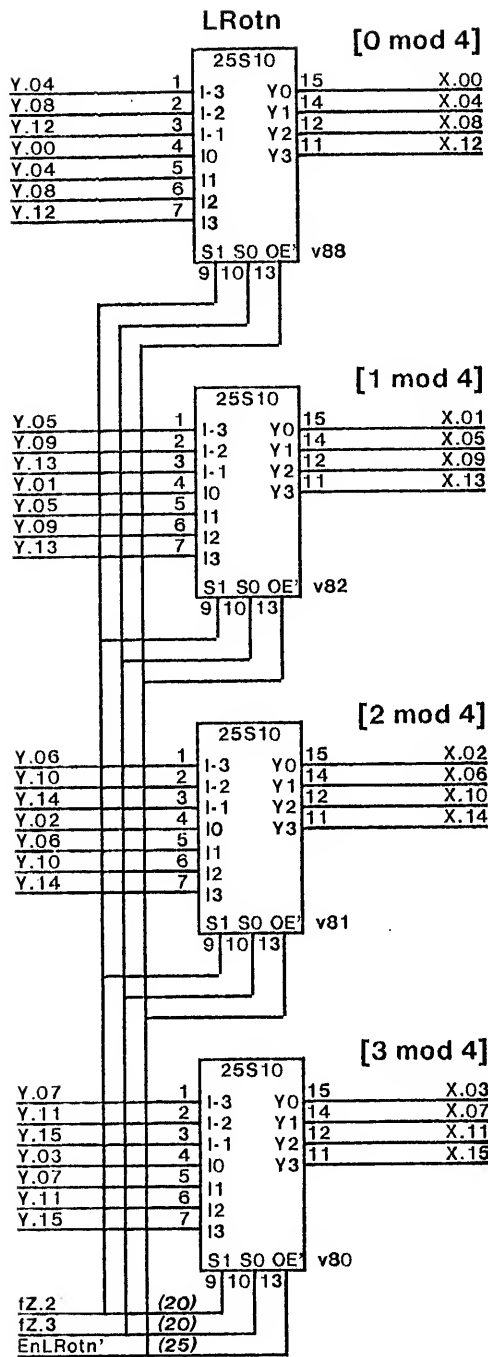 LRotn
[0 mod 4]
25S10
Y.04 1 I-3 Y0 15 X.00
Y.08 2 I-2 Y1 14 X.04
Y.12 3 I-1 Y2 12 X.08
Y.00 4 I0 Y3 11 X.12
Y.04 5 I1
Y.08 6 I2
Y.12 7 I3
S1 S0 OE' v88
9 10 13
[1 mod 4]
25S10
Y.05 1 I-3 Y0 15 X.01
Y.09 2 I-2 Y1 14 X.05
Y.13 3 I-1 Y2 12 X.09
Y.01 4 I0 Y3 11 X.13
Y.05 5 I1
Y.09 6 I2
Y.13 7 I3
S1 S0 OE' v82
9 10 13
[2 mod 4]
25S10
Y.06 1 I-3 Y0 15 X.02
Y.10 2 I-2 Y1 14 X.06
Y.14 3 I-1 Y2 12 X.10
Y.02 4 I0 Y3 11 X.14
Y.06 5 I1
Y.10 6 I2
Y.14 7 I3
S1 S0 OE' v81
9 10 13
[3 mod 4]
25S10
Y.07 1 I-3 Y0 15 X.03
Y.11 2 I-2 Y1 14 X.07
Y.15 3 I-1 Y2 12 X.11
Y.03 4 I0 Y3 11 X.15
Y.07 5 I1
Y.11 6 I2
Y.15 7 I3
S1 S0 OE' v80
9 10 13
fZ.2 (20)
fZ.3 (20)
EnLRotn' (25)